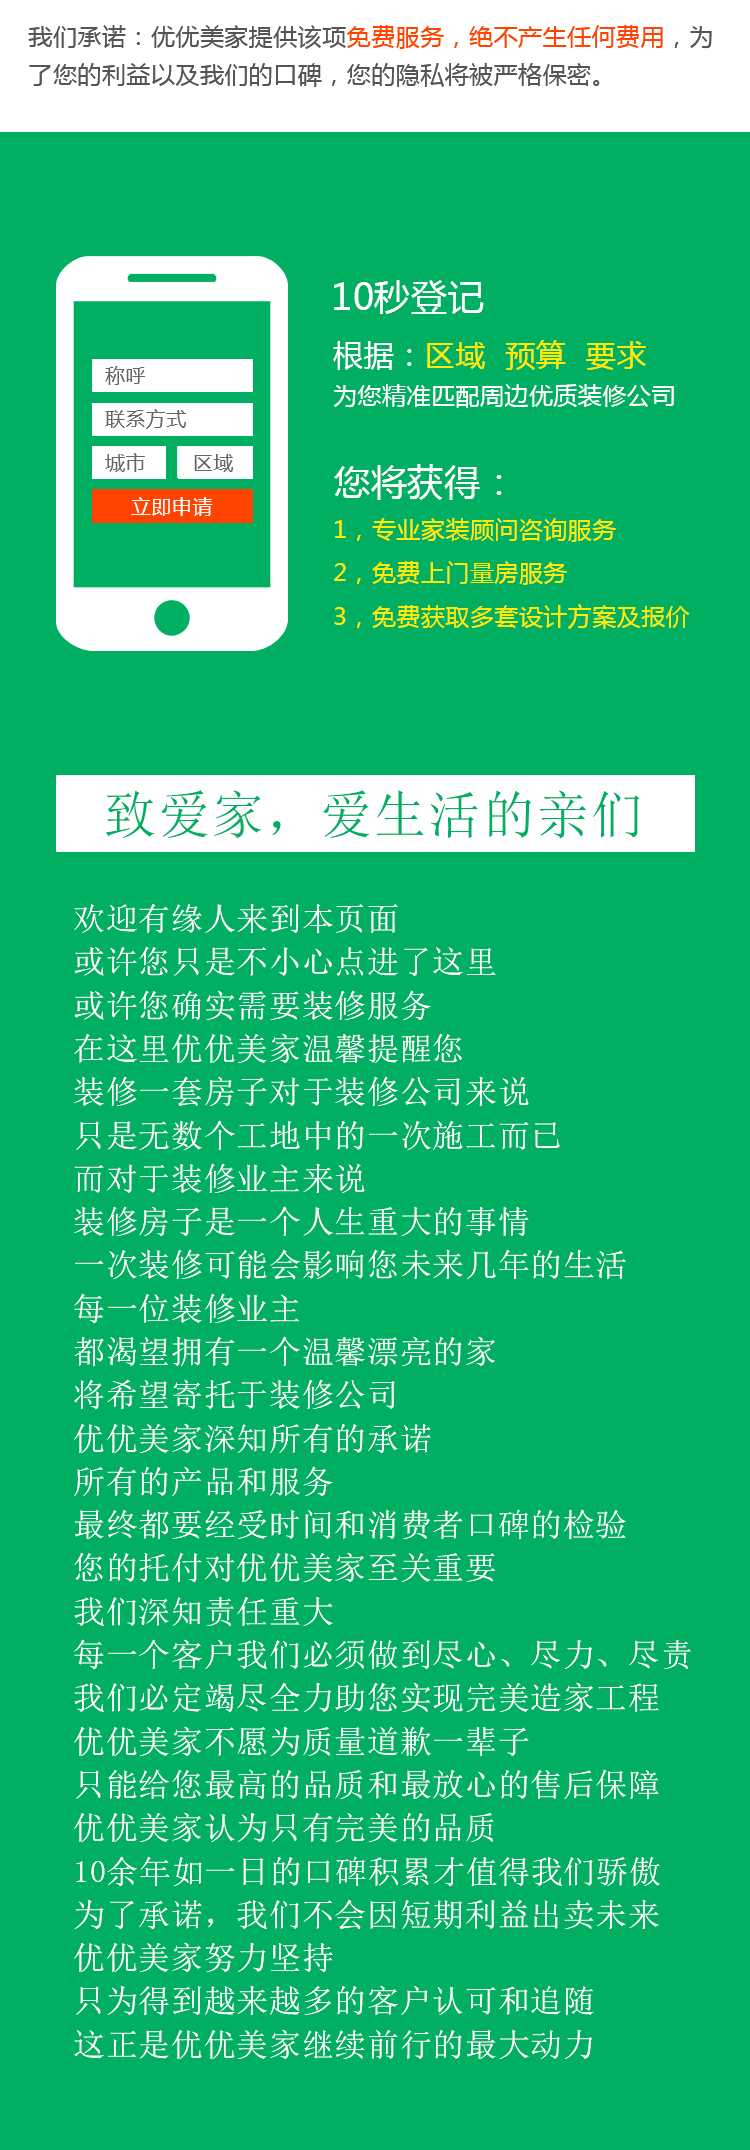 我们承诺：优优美家提供该项免费服务，绝不产生任何费用，为
了您的利益以及我们的口碑，您的隐私将被严格保密。
称呼
联系方式
城市 区域
立即申请
10秒登记
根据：区域 预算 要求
为您精准匹配周边优质装修公司
您将获得：
1，专业家装顾问咨询服务
2，免费上门量房服务
3，免费获取多套设计方案及报价
致爱家，爱生活的亲们
欢迎有缘人来到本页面
或许您只是不小心点进了这里
或许您确实需要装修服务
在这里优优美家温馨提醒您
装修一套房子对于装修公司来说
只是无数个工地中的一次施工而已
而对于装修业主来说
装修房子是一个人生重大的事情
一次装修可能会影响您未来几年的生活
每一位装修业主
都渴望拥有一个温馨漂亮的家
将希望寄托于装修公司
优优美家深知所有的承诺
所有的产品和服务
最终都要经受时间和消费者口碑的检验
您的托付对优优美家至关重要
我们深知责任重大
每一个客户我们必须做到尽心、尽力、尽责
我们必定竭尽全力助您实现完美造家工程
优优美家不愿为质量道歉一辈子
只能给您最高的品质和最放心的售后保障
优优美家认为只有完美的品质
10余年如一日的口碑积累才值得我们骄傲
为了承诺，我们不会因短期利益出卖未来
优优美家努力坚持
只为得到越来越多的客户认可和追随
这正是优优美家继续前行的最大动力